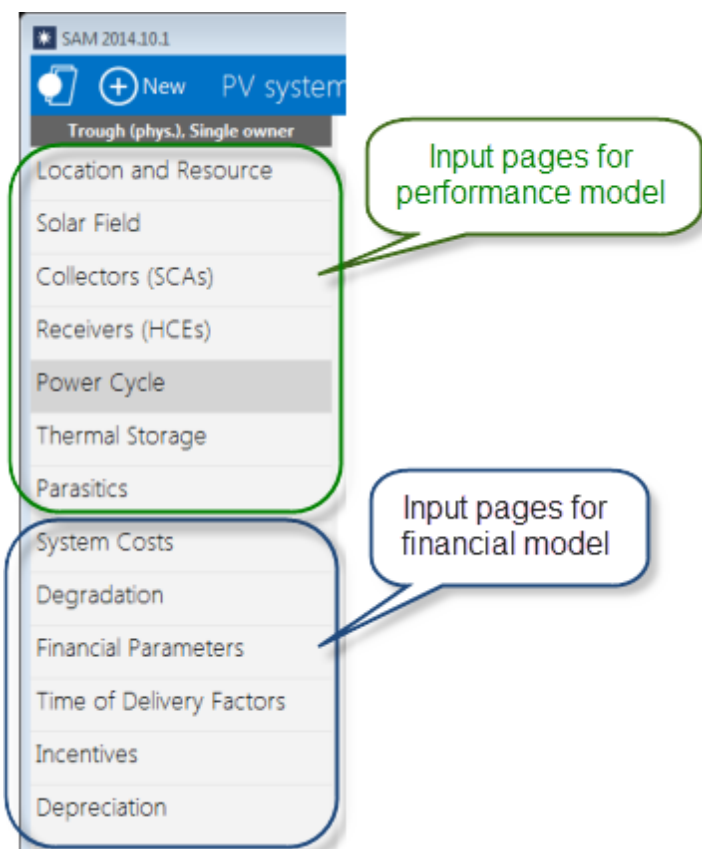 SAM 2014.10.1
New PV system
Trough (phys.), Single owner
Location and Resource
Solar Field
Collectors (SCAs)
Receivers (HCEs)
Power Cycle
Thermal Storage
Parasitics
System Costs
Degradation
Financial Parameters
Time of Delivery Factors
Incentives
Depreciation
Input pages for
performance model
Input pages for
financial model